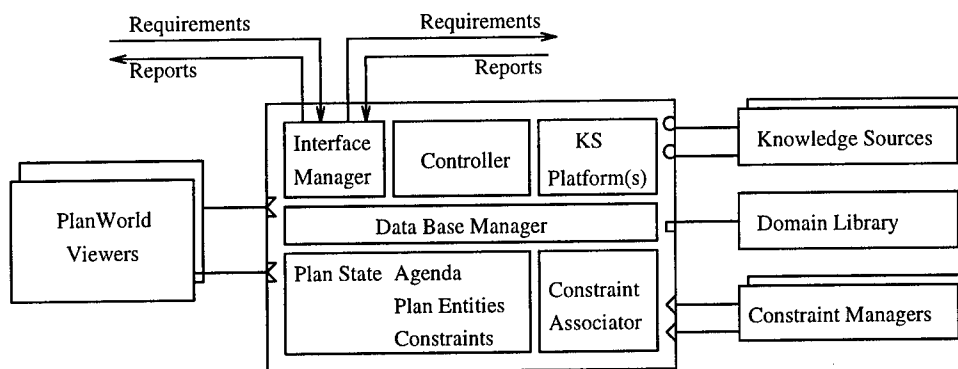 Requirements
Requirements
Reports
Reports
Interface
Manager
Controller
KS
Platform(s)
Knowledge Sources
PlanWorld
Viewers
Data Base Manager
Domain Library
Plan State Agenda
Plan Entities
Constraints
Constraint
Associator
Constraint Managers